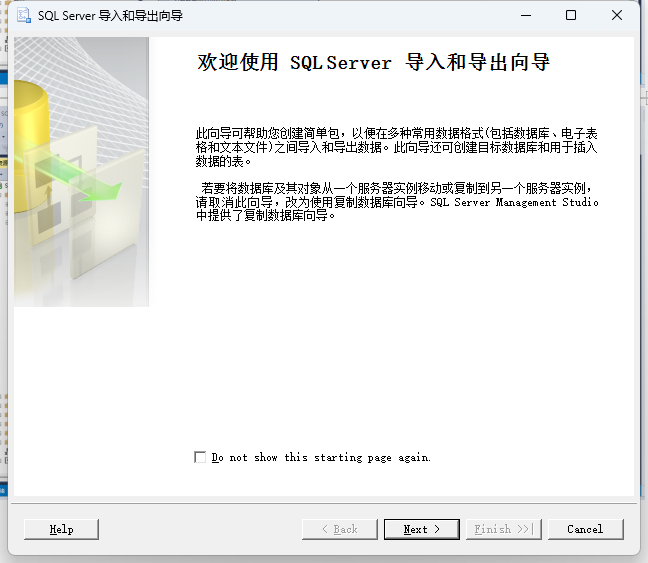 SQL Server 导入和导出向导
欢迎使用 SQL Server 导入和导出向导
此向导可帮助您创建简单包，以便在多种常用数据格式(包括数据库、电子表
格和文本文件)之间导入和导出数据。此向导还可创建目标数据库和用于插入
数据的表。
若要将数据库及其对象从一个服务器实例移动或复制到另一个服务器实例，
请取消此向导，改为使用复制数据库向导。SQL Server Management Studio
中提供了复制数据库向导。
Do not show this starting page again.
Help
< Back
Next >
Finish >>|
Cancel